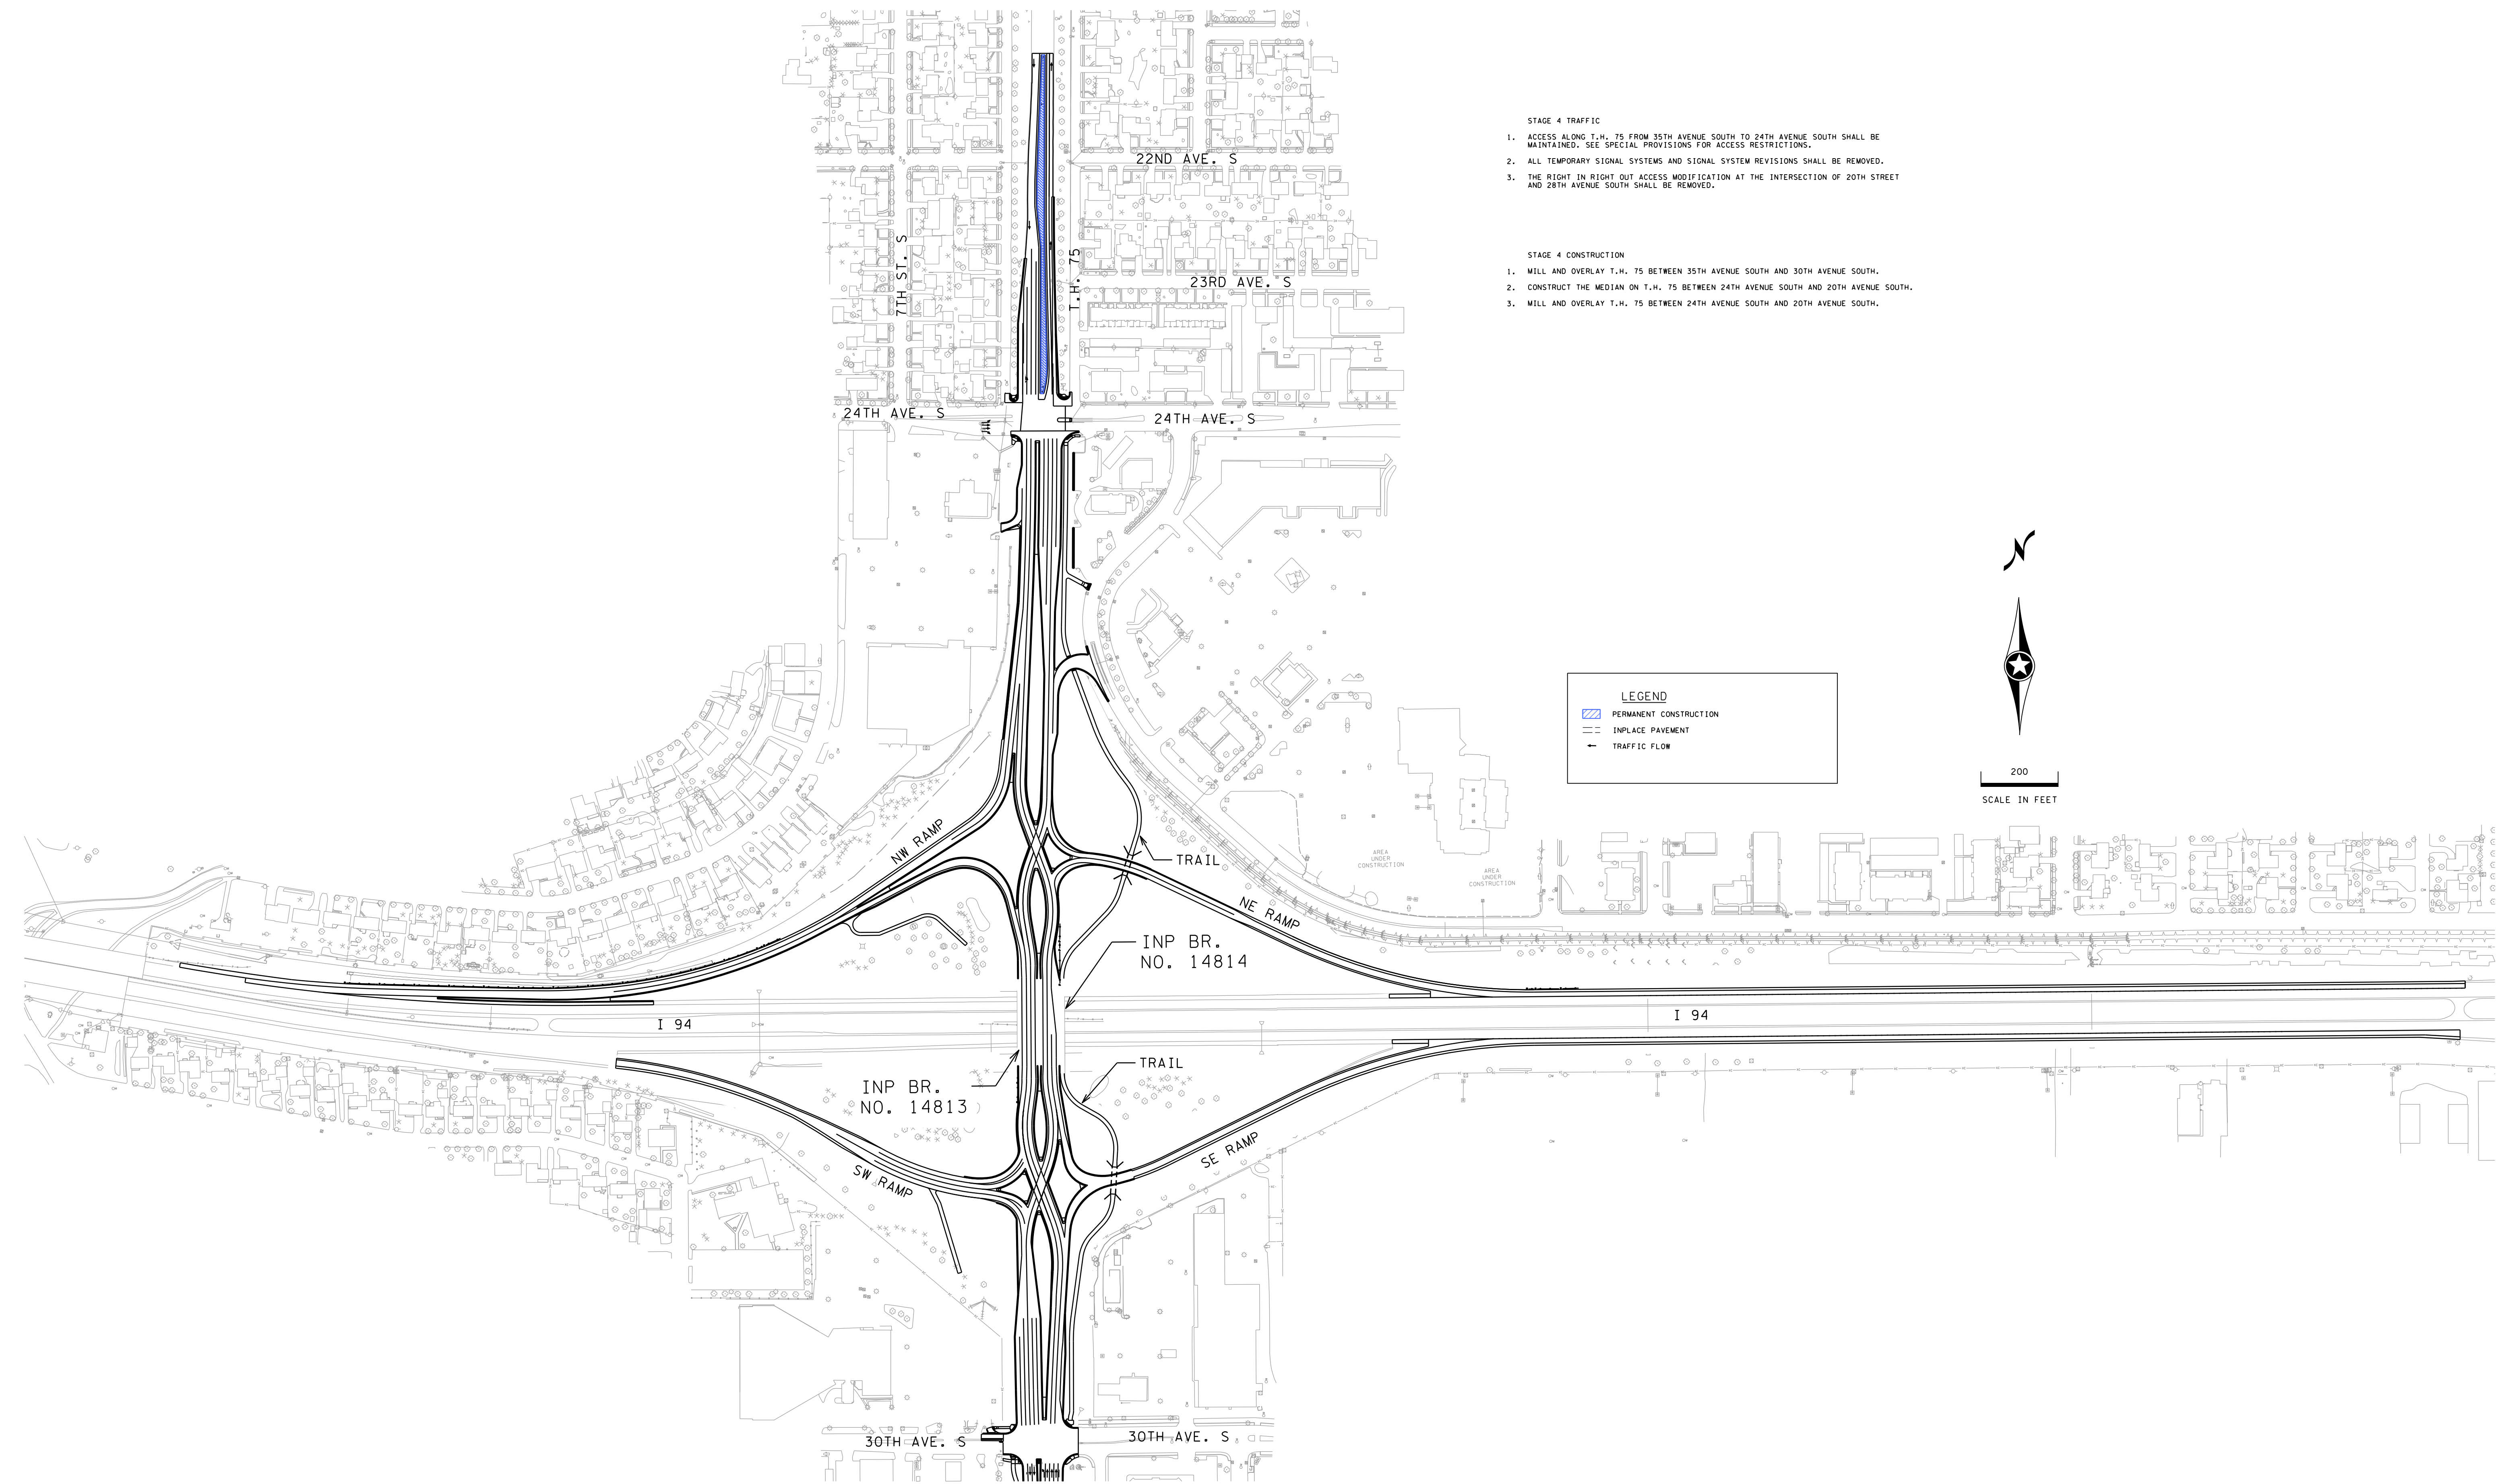 STAGE 4 TRAFFIC
1. ACCESS ALONG T.H. 75 FROM 35TH AVENUE SOUTH TO 24TH AVENUE SOUTH SHALL BE
MAINTAINED. SEE SPECIAL PROVISIONS FOR ACCESS RESTRICTIONS.
2. ALL TEMPORARY SIGNAL SYSTEMS AND SIGNAL SYSTEM REVISIONS SHALL BE REMOVED.
3. THE RIGHT IN RIGHT OUT ACCESS MODIFICATION AT THE INTERSECTION OF 20TH STREET
AND 28TH AVENUE SOUTH SHALL BE REMOVED.
STAGE 4 CONSTRUCTION
1. MILL AND OVERLAY T.H. 75 BETWEEN 35TH AVENUE SOUTH AND 30TH AVENUE SOUTH.
2. CONSTRUCT THE MEDIAN ON T.H. 75 BETWEEN 24TH AVENUE SOUTH AND 20TH AVENUE SOUTH.
3. MILL AND OVERLAY T.H. 75 BETWEEN 24TH AVENUE SOUTH AND 20TH AVENUE SOUTH.
22ND AVE. S
7TH ST. S
T.H. 75
23RD AVE. S
24TH AVE. S
24TH AVE. S
N
LEGEND
PERMANENT CONSTRUCTION
INPLACE PAVEMENT
TRAFFIC FLOW
200
SCALE IN FEET
NW RAMP
TRAIL
AREA
UNDER
CONSTRUCTION
AREA
UNDER
CONSTRUCTION
NE RAMP
INP BR.
NO. 14814
I 94
I 94
TRAIL
INP BR.
NO. 14813
SW RAMP
SE RAMP
30TH AVE. S
30TH AVE. S